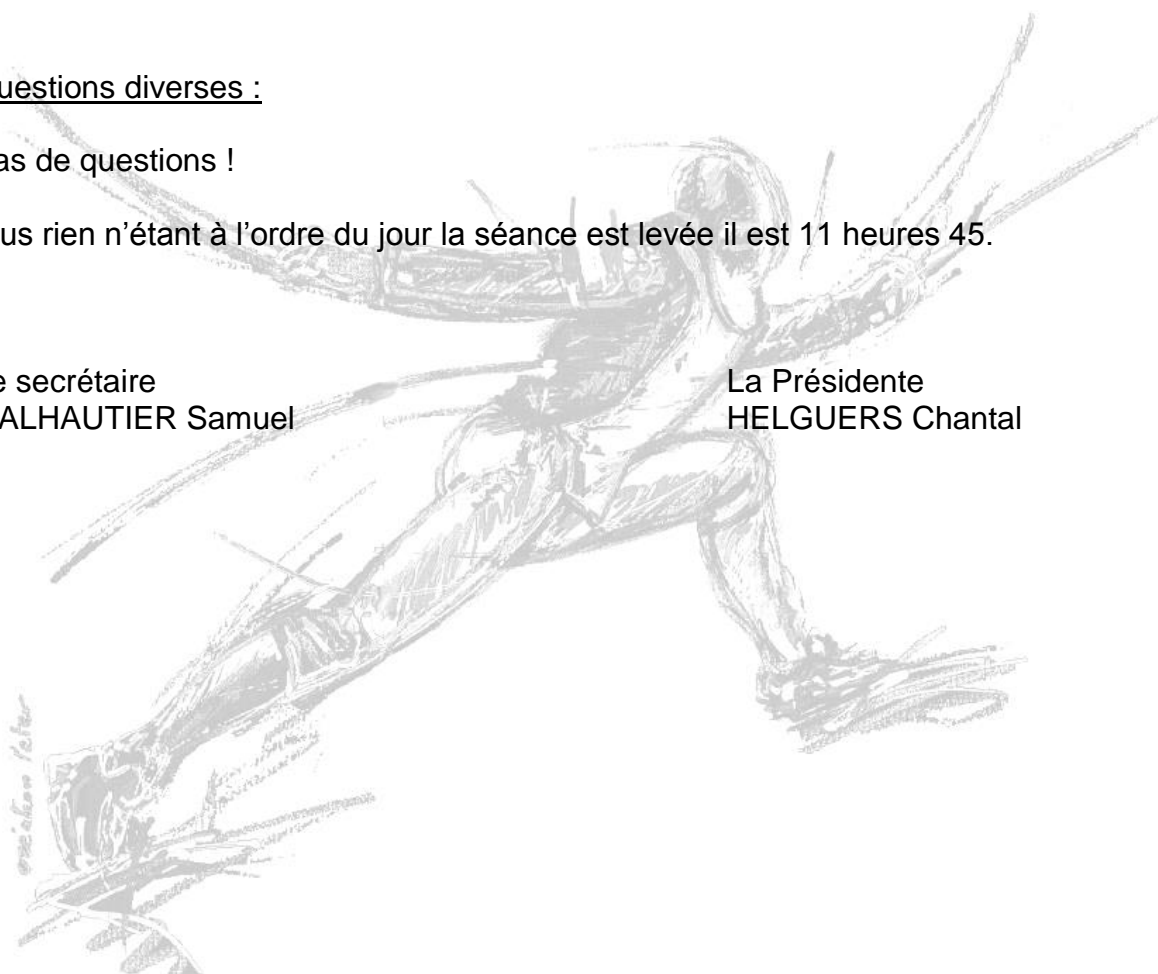 uestions diverses :
as de questions !
us rien n’étant à l’ordre du jour la séance est levée il est 11 heures 45.
e secrétaire
La Présidente
ALHAUTIER Samuel
HELGUERS Chantal